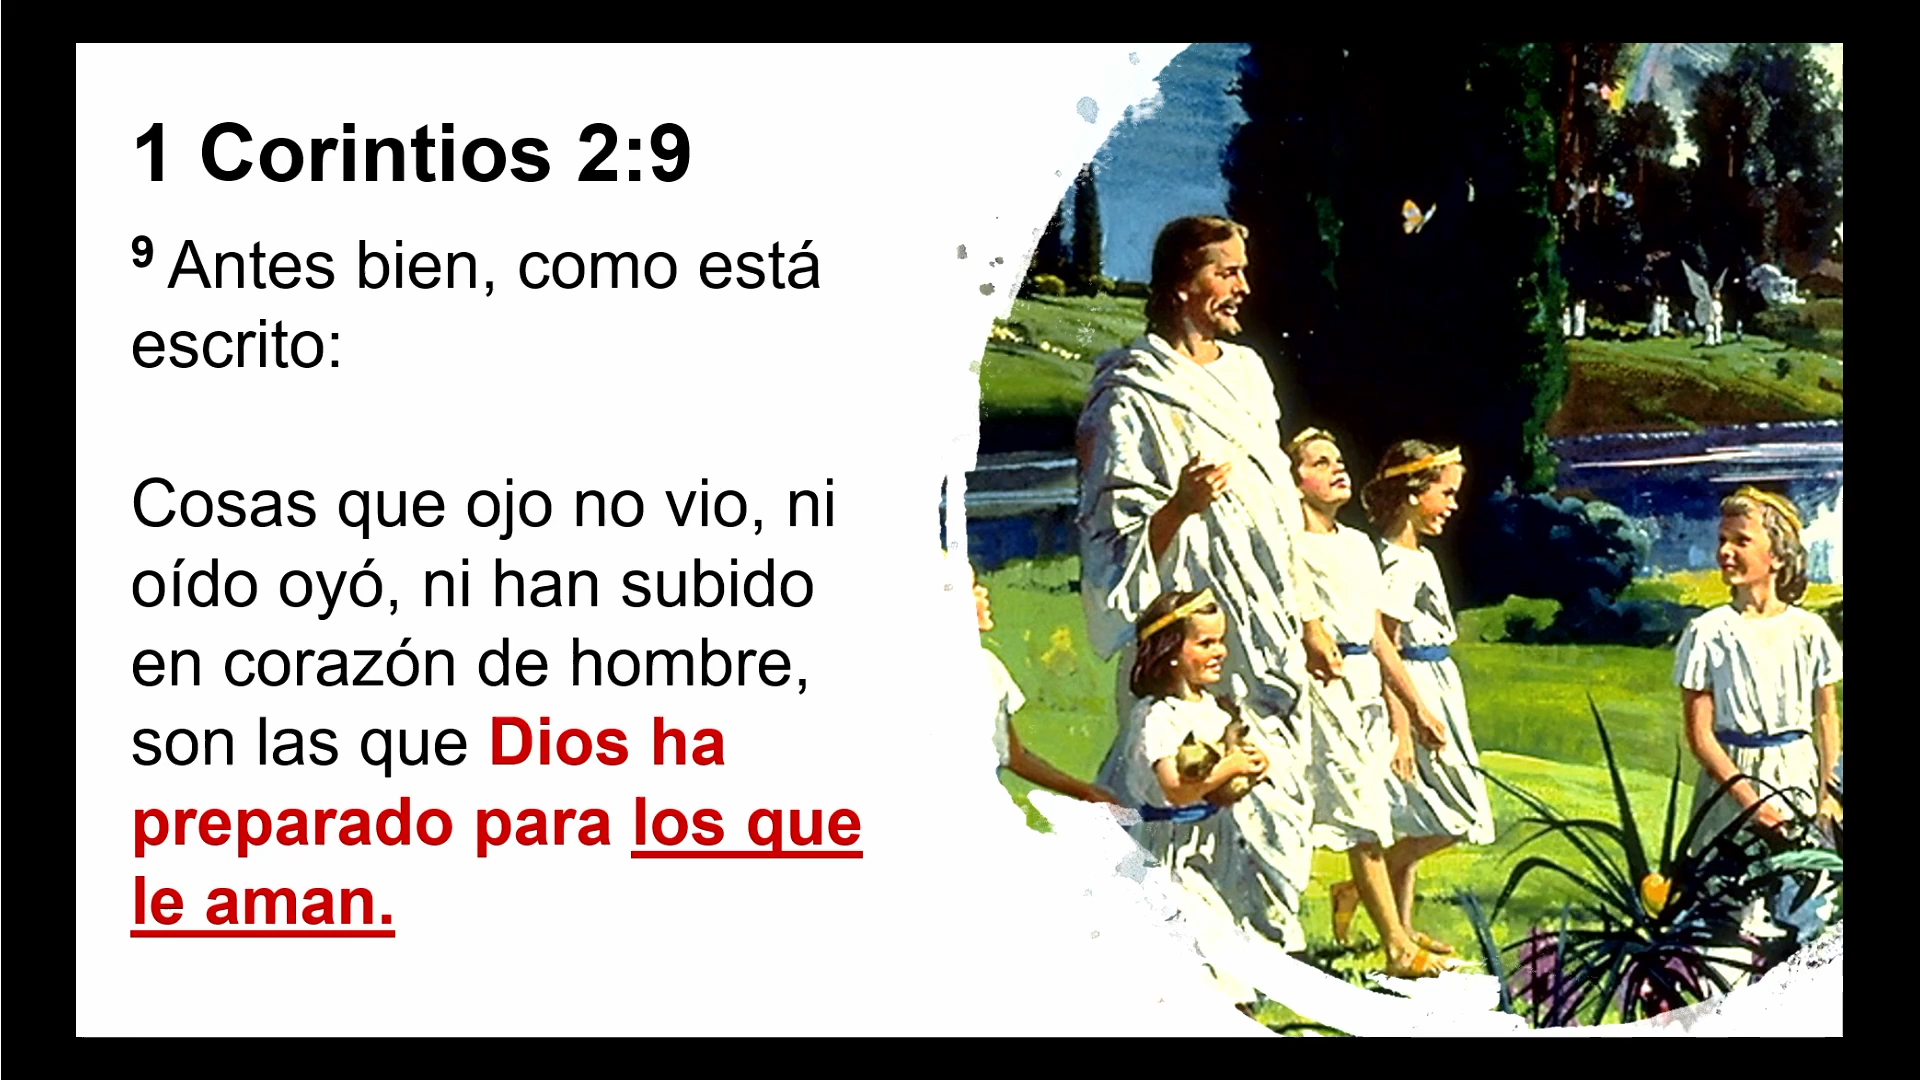 1 Corintios 2:9
9 Antes bien, como está
escrito:
Cosas que ojo no vio, ni
oído oyó, ni han subido
en corazón de hombre,
son las que Dios ha
preparado para los que
le aman.